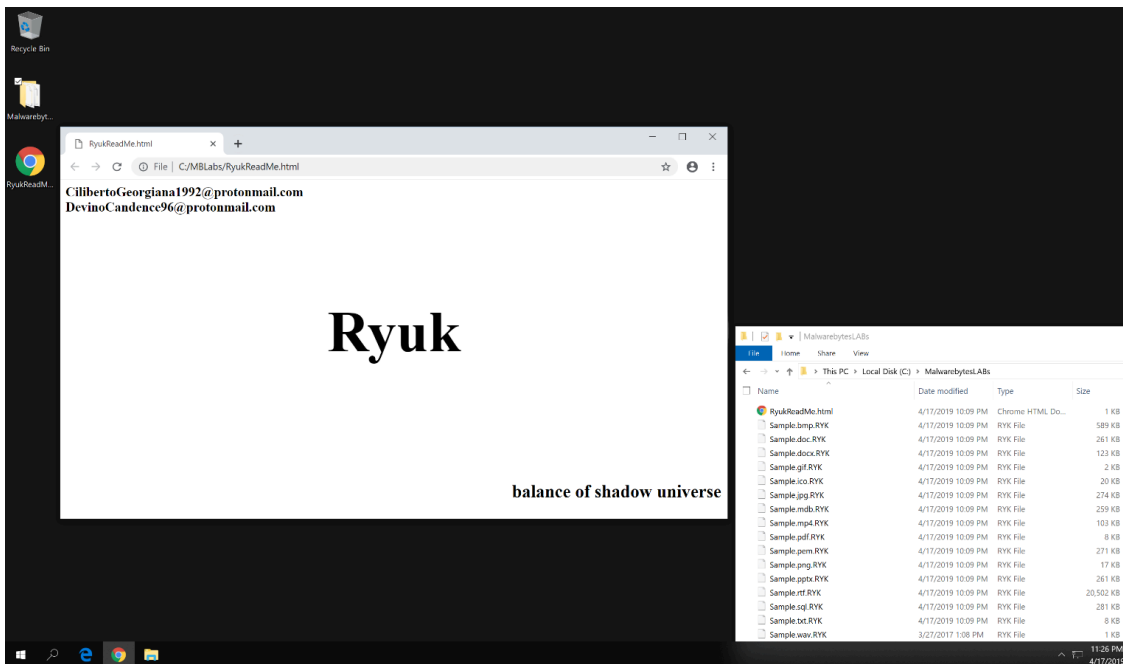 Recycle Bin
Malwarebyt...
RyukReadM...
RyukReadMe.html
File | C:/MBLabs/RyukReadMe.html
CilibertoGeorgiana1992@protonmail.com
DevinoCandence96@protonmail.com
Ryuk
balance of shadow universe
MalwarebytesLABs
File Home Share View
This PC > Local Disk (C:) > MalwarebytesLABs
Name Date modified Type Size
RyukReadMe.html 4/17/2019 10:09 PM Chrome HTML Do... 1 KB
Sample.bmp.RYK 4/17/2019 10:09 PM RYK File 589 KB
Sample.doc.RYK 4/17/2019 10:09 PM RYK File 261 KB
Sample.docx.RYK 4/17/2019 10:09 PM RYK File 123 KB
Sample.gif.RYK 4/17/2019 10:09 PM RYK File 2 KB
Sample.ico.RYK 4/17/2019 10:09 PM RYK File 20 KB
Sample.jpg.RYK 4/17/2019 10:09 PM RYK File 274 KB
Sample.mdb.RYK 4/17/2019 10:09 PM RYK File 259 KB
Sample.mp4.RYK 4/17/2019 10:09 PM RYK File 103 KB
Sample.pdf.RYK 4/17/2019 10:09 PM RYK File 8 KB
Sample.pem.RYK 4/17/2019 10:09 PM RYK File 271 KB
Sample.png.RYK 4/17/2019 10:09 PM RYK File 17 KB
Sample.pptx.RYK 4/17/2019 10:09 PM RYK File 261 KB
Sample.rtf.RYK 4/17/2019 10:09 PM RYK File 20,502 KB
Sample.sql.RYK 4/17/2019 10:09 PM RYK File 281 KB
Sample.txt.RYK 4/17/2019 10:09 PM RYK File 8 KB
Sample.wav.RYK 3/27/2017 1:08 PM RYK File 1 KB
11:26 PM
4/17/2019